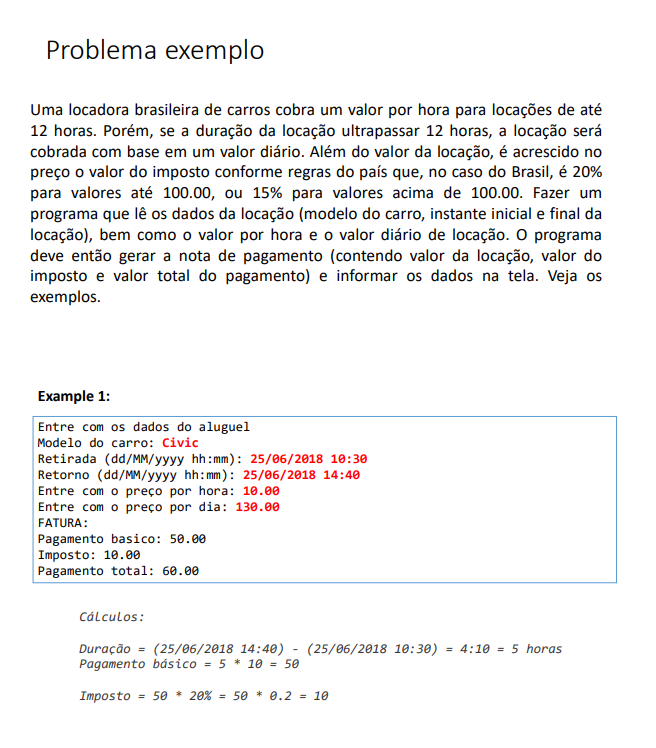 Problema exemplo
Uma locadora brasileira de carros cobra um valor por hora para locações de até
12 horas. Porém, se a duração da locação ultrapassar 12 horas, a locação será
cobrada com base em um valor diário. Além do valor da locação, é acrescido no
preço o valor do imposto conforme regras do país que, no caso do Brasil, é 20%
para valores até 100.00, ou 15% para valores acima de 100.00. Fazer um
programa que lê os dados da locação (modelo do carro, instante inicial e final da
locação), bem como o valor por hora e o valor diário de locação. O programa
deve então gerar a nota de pagamento (contendo valor da locação, valor do
imposto e valor total do pagamento) e informar os dados na tela. Veja os
exemplos.
Example 1:
Entre com os dados do aluguel
Modelo do carro: Civic
Retirada (dd/MM/yyyy hh:mm): 25/06/2018 10:30
Retorno (dd/MM/yyyy hh:mm): 25/06/2018 14:40
Entre com o preço por hora: 10.00
Entre com o preço por dia: 130.00
FATURA:
Pagamento basico: 50.00
Imposto: 10.00
Pagamento total: 60.00
Cálculos:
Duração = (25/06/2018 14:40) - (25/06/2018 10:30) = 4:10 = 5 horas
Pagamento básico = 5 * 10 = 50
Imposto = 50 * 20% = 50 * 0.2 = 10